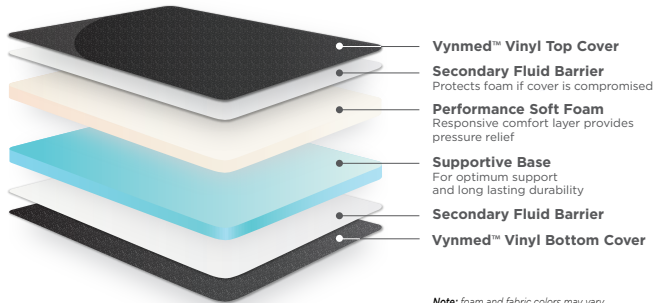 Vynmed™ Vinyl Top Cover
Secondary Fluid Barrier
Protects foam if cover is compromised
Performance Soft Foam
Responsive comfort layer provides
pressure relief
Supportive Base
For optimum support
and long lasting durability
Secondary Fluid Barrier
Vynmed™ Vinyl Bottom Cover
Note: foam and fabric colors may vary